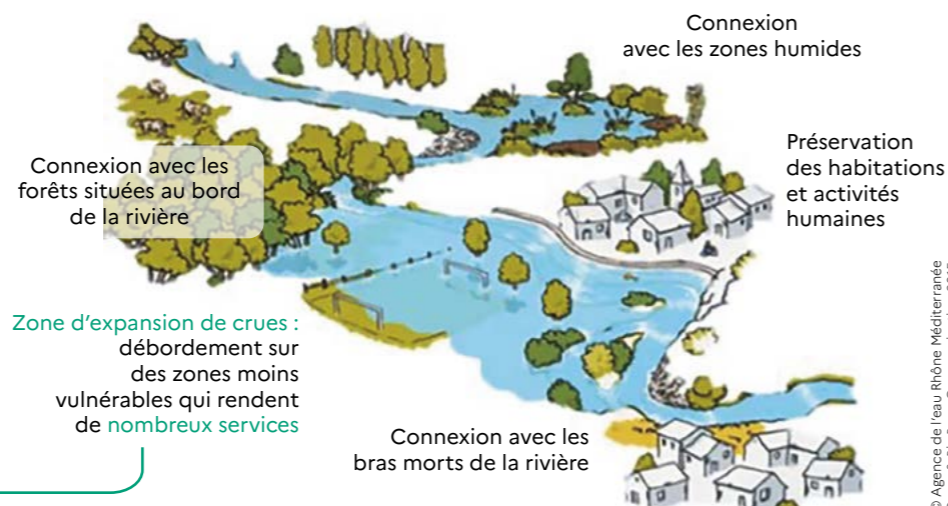 Connexion
avec les zones humides
Préservation
des habitations
et activités
humaines
Connexion avec les
forêts situées au bord
de la rivière
Zone d'expansion de crues :
débordement sur
des zones moins
vulnérables qui rendent
de nombreux services
Connexion avec les
bras morts de la rivière
© Agence de l'eau Rhône Méditerranée